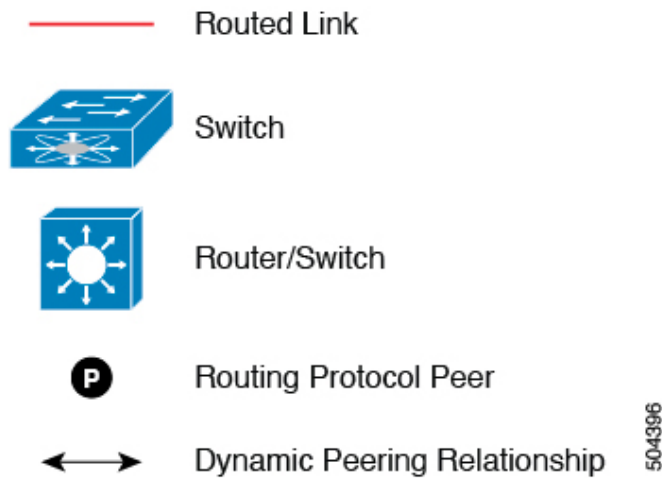 Routed Link
Switch
Router/Switch
P
Routing Protocol Peer
Dynamic Peering Relationship
504396